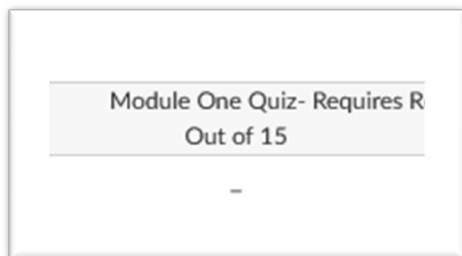 Module One Quiz- Requires R
Out of 15
–